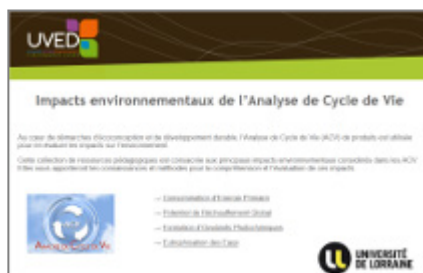 UVED
Impacts environnementaux de l'Analyse de Cycle de Vie
Au cœur de démarches d'écoconception et de développement durable, l'Analyse de Cycle de Vie (ACV) de produits est utilisée
pour en évaluer les impacts sur l'environnement.
Cette collection de ressources pédagogiques est consacrée aux principaux impacts environnementaux considérés dans les ACV.
Elles vous apporteront les connaissances et méthodes pour la compréhension et l'évaluation de ces impacts.
— Consommation d'Energie Primaire
— Potentiel de Réchauffement Global
— Formation d'Oxydants Photochimiques
— Eutrophisation des Eaux
ACV
UNIVERSITÉ
DE LORRAINE